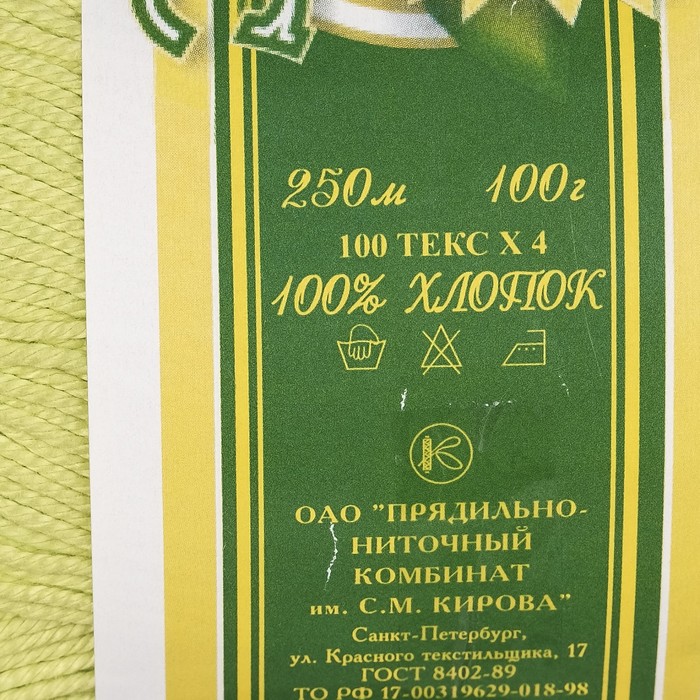 250м 100г
100 ТЕКС X 4
100% ХЛОПОК
ОАО "ПРЯДИЛЬНО-
НИТОЧНЫЙ
КОМБИНАТ
им. С.М. КИРОВА"
Санкт-Петербург,
ул. Красного текстильщика, 17
ГОСТ 8402-89
ТО РФ 17-00319629-018-98